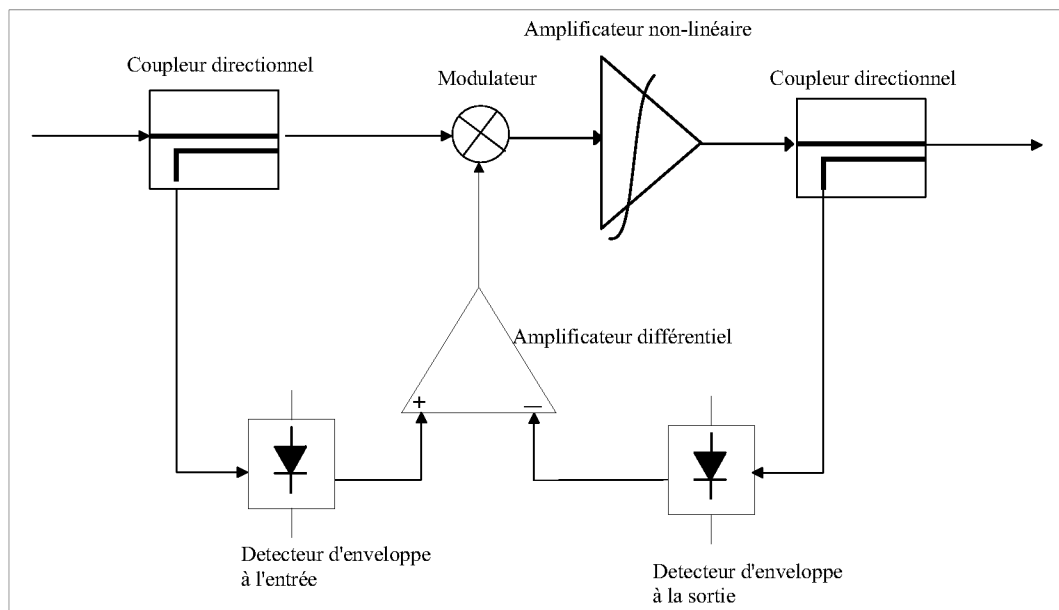 Amplificateur non-linéaire
Coupleur directionnel
Modulateur
Coupleur directionnel
Amplificateur différentiel
+
—
Detecteur d'enveloppe
à l'entrée
Detecteur d'enveloppe
à la sortie